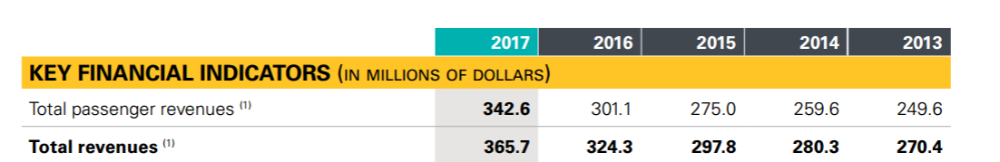 2017 2016 2015 2014 2013
KEY FINANCIAL INDICATORS (IN MILLIONS OF DOLLARS)
Total passenger revenues (1) 342.6 301.1 275.0 259.6 249.6
Total revenues (1) 365.7 324.3 297.8 280.3 270.4